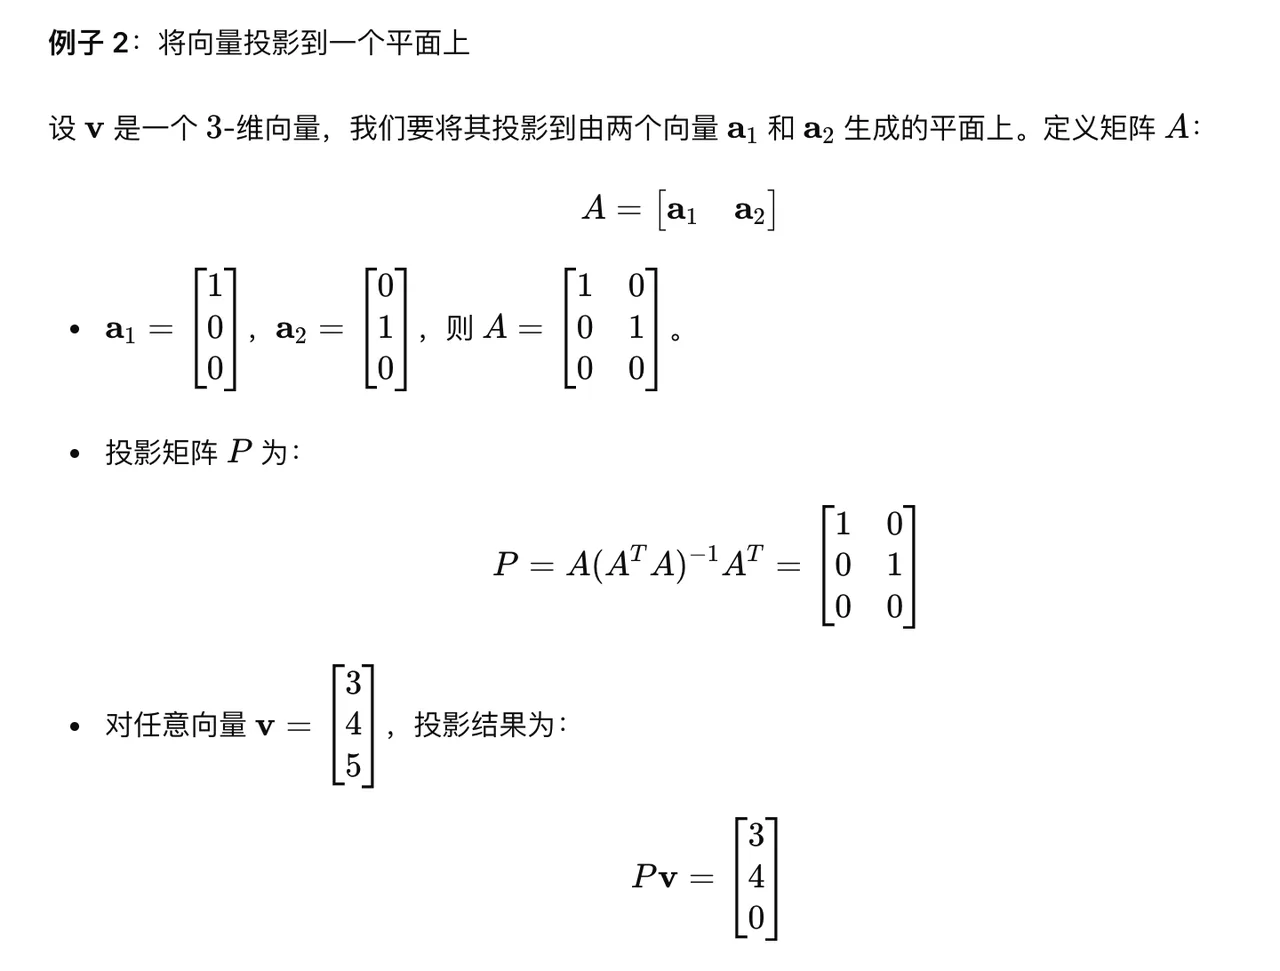 例子 2：将向量投影到一个平面上
设 v 是一个 3-维向量，我们要将其投影到由两个向量 a₁ 和 a₂ 生成的平面上。定义矩阵 A：
A = [a₁ a₂]
• a₁ = [1 0 0]，a₂ = [0 1 0]，则 A = [1 0; 0 1; 0 0]。
• 投影矩阵 P 为：
P = A(AᵀA)⁻¹Aᵀ = [1 0; 0 1; 0 0]
• 对任意向量 v = [3 4 5]，投影结果为：
Pv = [3 4 0]